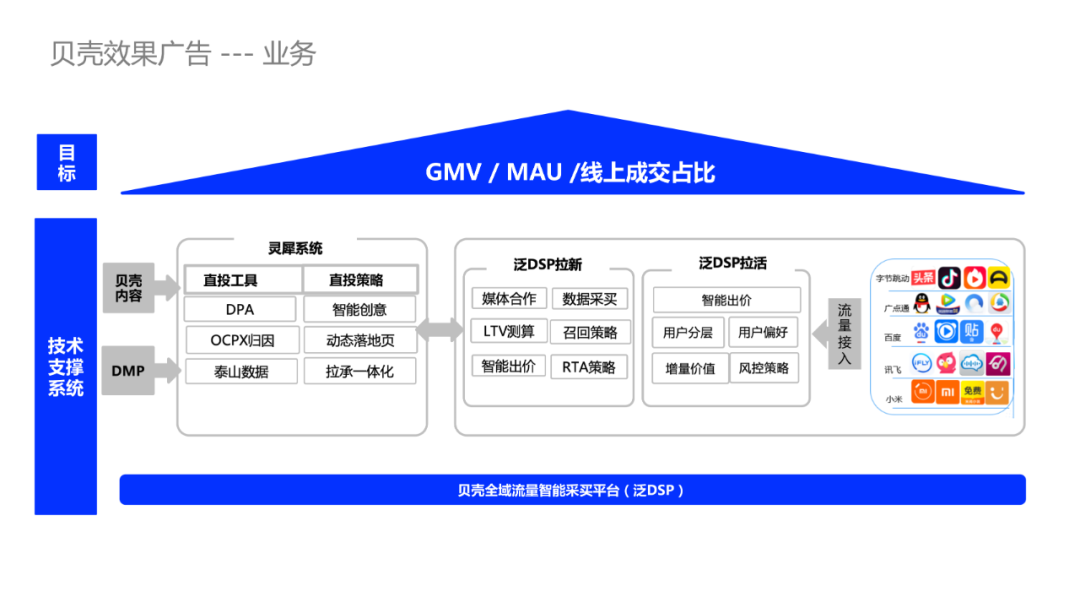 贝壳效果广告 --- 业务
目标
GMV / MAU /线上成交占比
技术
支撑
系统
贝壳
内容
DMP
灵犀系统
直投工具 直投策略
DPA 智能创意
OCPX归因 动态落地页
泰山数据 拉承一体化
泛DSP拉新
媒体合作 数据采买
LTV测算 召回策略
智能出价 RTA策略
泛DSP拉活
智能出价
用户分层 用户偏好
增量价值 风控策略
流量接入
字节跳动 头条
广点通
百度 贴
讯飞 iFLY
小米 mi 免费
贝壳全域流量智能采买平台（泛DSP）